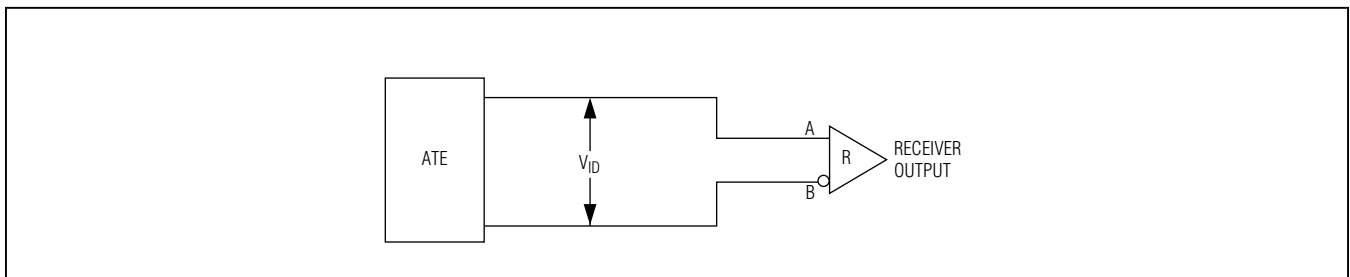 ATE
V_ID
A
B
R
RECEIVER
OUTPUT